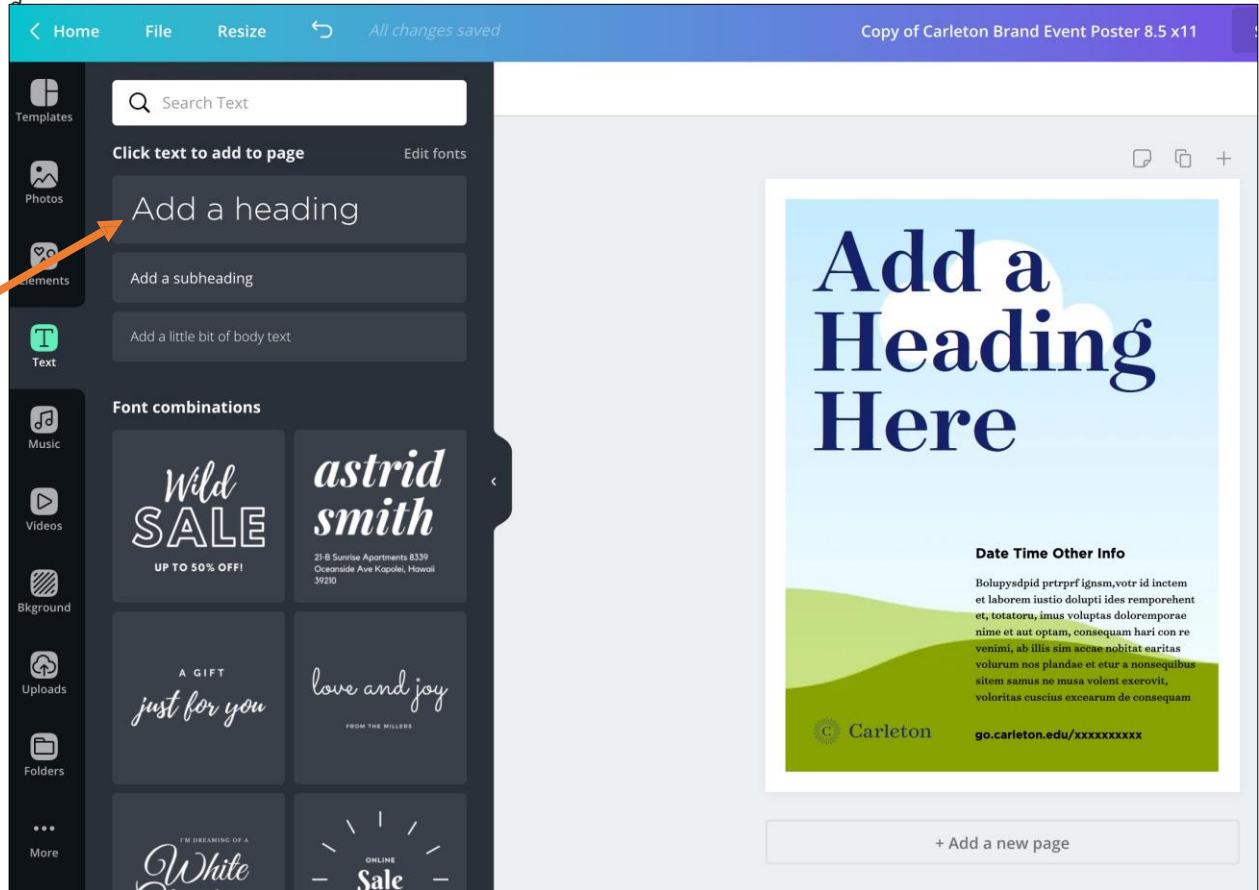 Home File Resize All changes saved Copy of Carleton Brand Event Poster 8.5 x11
Templates
Photos
Elements
Text
Music
Videos
Bkground
Uploads
Folders
More
Search Text
Click text to add to page Edit fonts
Add a heading
Add a subheading
Add a little bit of body text
Font combinations
Wild
SALE
UP TO 50% OFF!
astrid
smith
21-B Sunrise Apartments 8339
Oceanside Ave Kapolei, Hawaii
39210
A GIFT
just for you
love and joy
FROM THE MILLERS
I'M DREAMING OF A
White
ONLINE
Sale
Add a
Heading
Here
Date Time Other Info
Bolupysdpid prtrprf ignsm,votr id inctem
et laborem iustio dolupti ides remporehent
et, totatoru, imus voluptas doloremporae
nime et aut optam, consequam hari con re
venimi, ab illis sim accae nobitat earitas
volurum nos plandae et etur a nonsequibus
sitem samus ne musa volent exerovit,
voloritas cuscius excearum de consequam
C Carleton
go.carleton.edu/xxxxxxxxxx
+ Add a new page